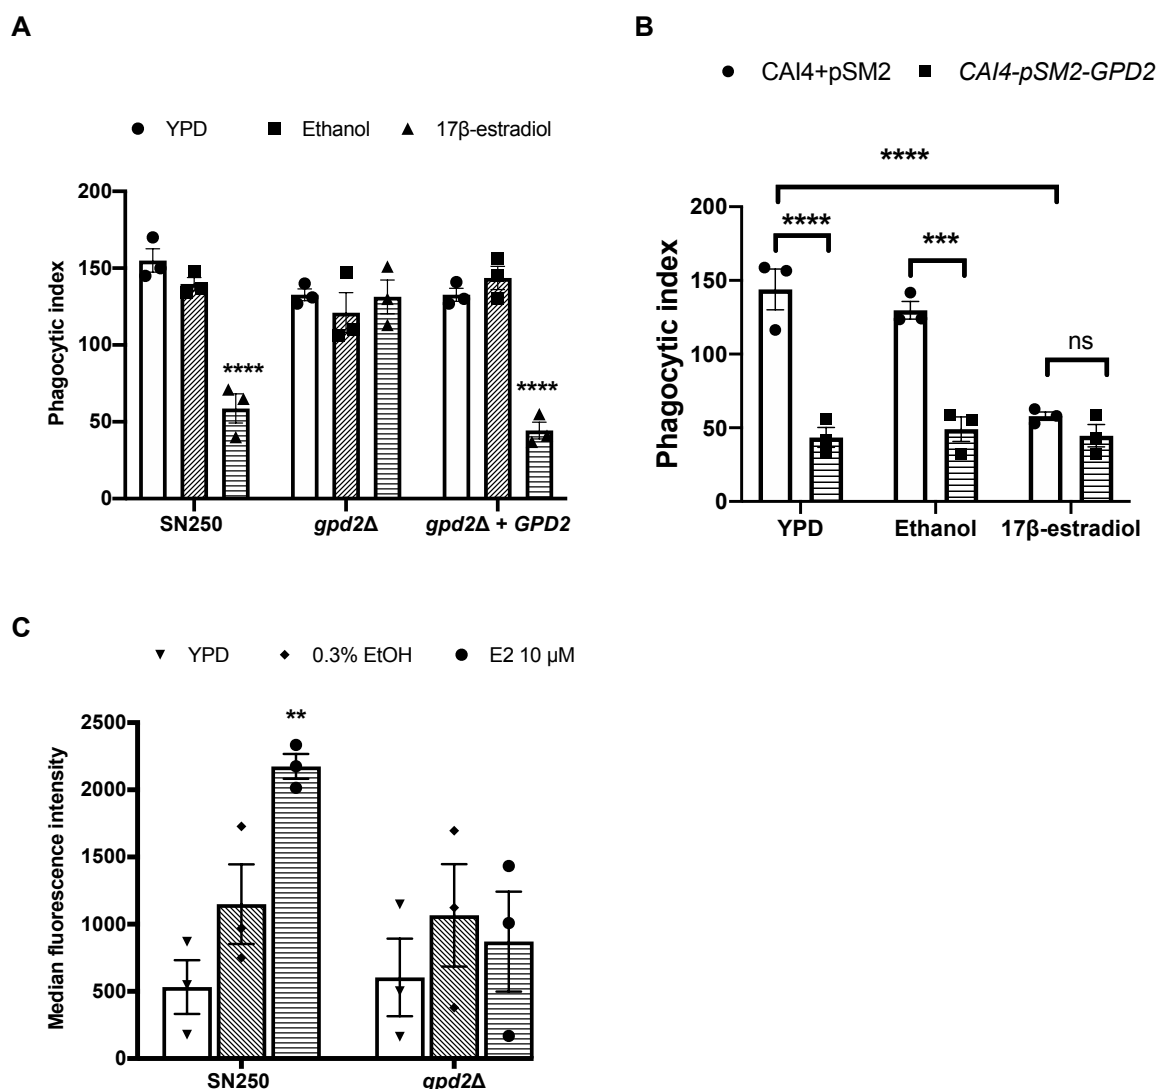 A
YPD Ethanol 17β-estradiol
Phagocytic index
200
150
100
50
0
****
****
SN250 gpd2Δ gpd2Δ + GPD2
B
CAI4+pSM2 CAI4-pSM2-GPD2
Phagocytic index
200
150
100
50
0
****
****
***
ns
YPD Ethanol 17β-estradiol
C
YPD 0.3% EtOH E2 10 µM
Median fluorescence intensity
2500
2000
1500
1000
500
0
**
SN250 gpd2Δ